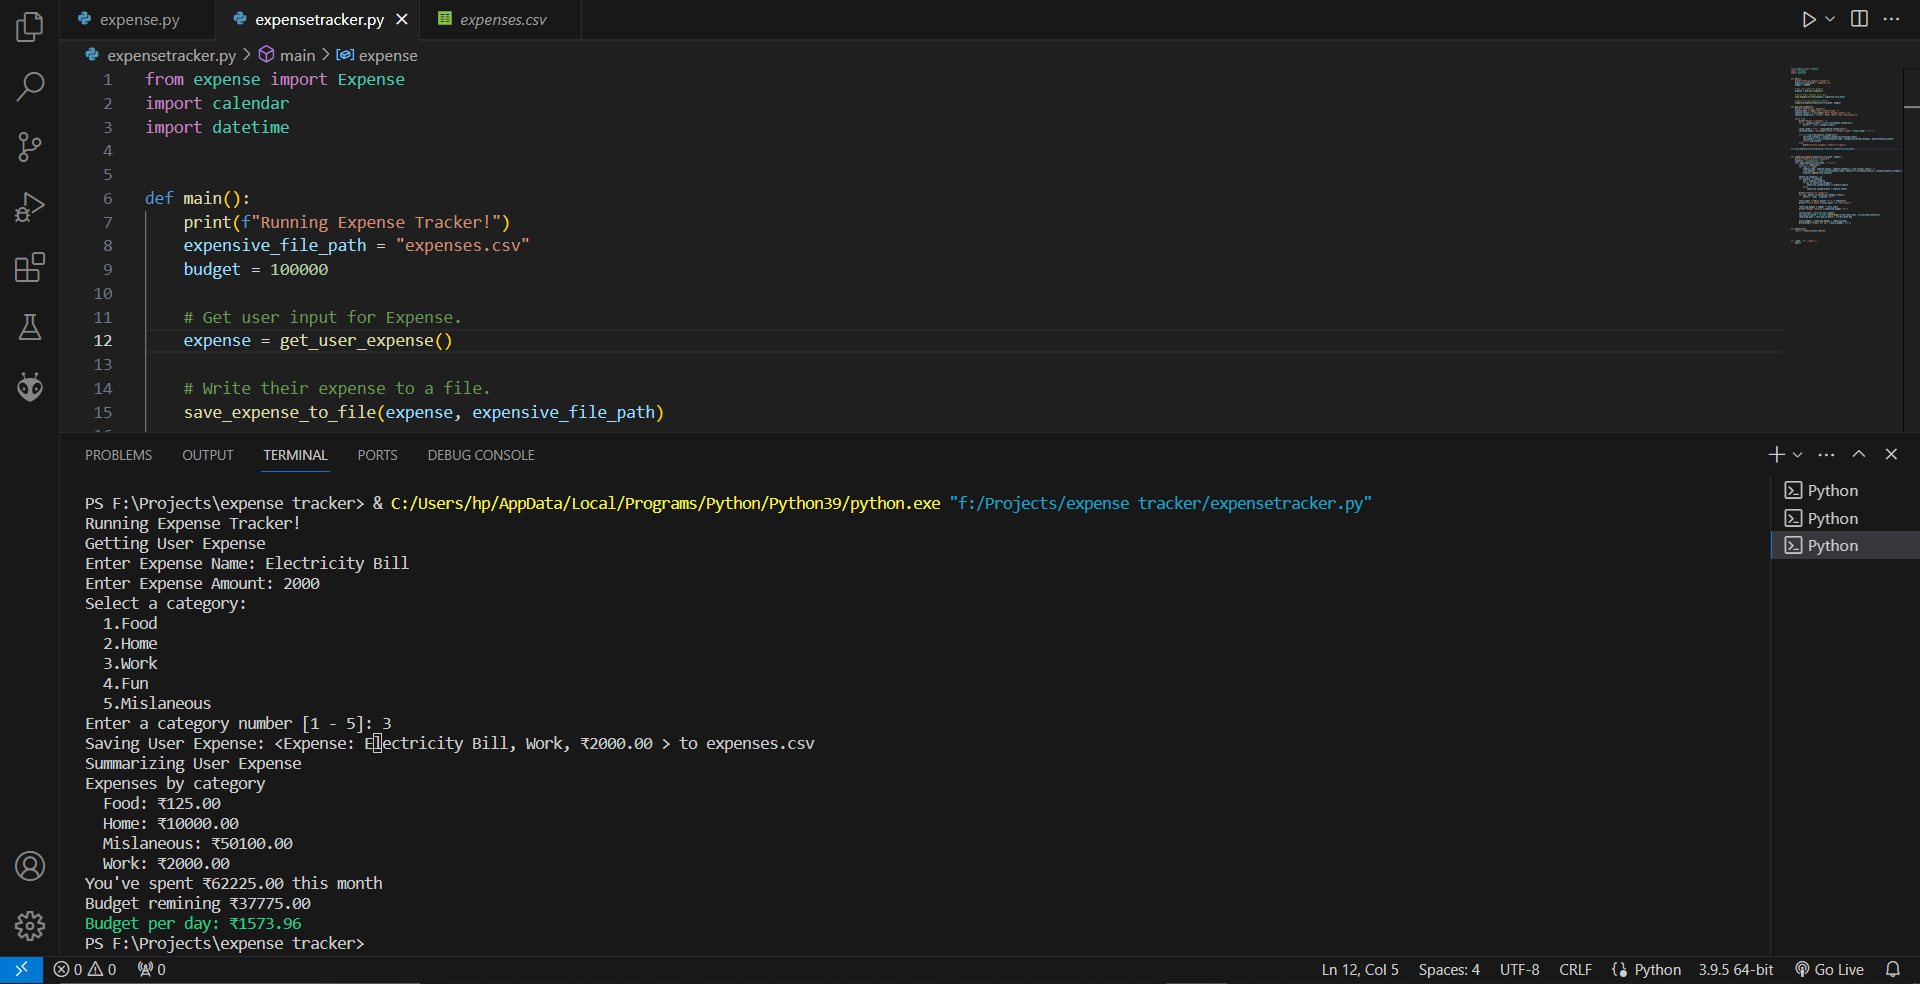 expense.py expensetracker.py expenses.csv
expensetracker.py > main > expense
1 from expense import Expense
2 import calendar
3 import datetime
4
5
6 def main():
7 print(f"Running Expense Tracker!")
8 expensive_file_path = "expenses.csv"
9 budget = 100000
10
11 # Get user input for Expense.
12 expense = get_user_expense()
13
14 # Write their expense to a file.
15 save_expense_to_file(expense, expensive_file_path)
PROBLEMS OUTPUT TERMINAL PORTS DEBUG CONSOLE
PS F:\Projects\expense tracker> & C:/Users/hp/AppData/Local/Programs/Python/Python39/python.exe "f:/Projects/expense tracker/expensetracker.py"
Running Expense Tracker!
Getting User Expense
Enter Expense Name: Electricity Bill
Enter Expense Amount: 2000
Select a category:
1.Food
2.Home
3.Work
4.Fun
5.Mislaneous
Enter a category number [1 - 5]: 3
Saving User Expense: <Expense: Electricity Bill, Work, ₹2000.00 > to expenses.csv
Summarizing User Expense
Expenses by category
Food: ₹125.00
Home: ₹10000.00
Mislaneous: ₹50100.00
Work: ₹2000.00
You've spent ₹62225.00 this month
Budget remining ₹37775.00
Budget per day: ₹1573.96
PS F:\Projects\expense tracker>
Python
Python
Python
0 0 0 Ln 12, Col 5 Spaces: 4 UTF-8 CRLF Python 3.9.5 64-bit Go Live